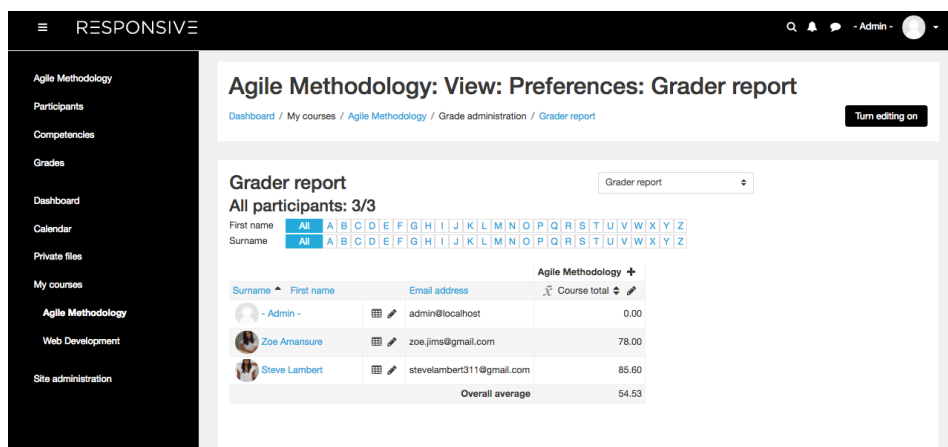 RESPONSIVE
- Admin -
Agile Methodology
Participants
Competencies
Grades
Dashboard
Calendar
Private files
My courses
Agile Methodology
Web Development
Site administration
Agile Methodology: View: Preferences: Grader report
Dashboard / My courses / Agile Methodology / Grade administration / Grader report
Turn editing on
Grader report
Grader report
All participants: 3/3
First name All A B C D E F G H I J K L M N O P Q R S T U V W X Y Z
Surname All A B C D E F G H I J K L M N O P Q R S T U V W X Y Z
Agile Methodology
Surname First name Email address x̄ Course total
- Admin - admin@localhost 0.00
Zoe Amansure zoe.jims@gmail.com 78.00
Steve Lambert stevelambert311@gmail.com 85.60
Overall average 54.53